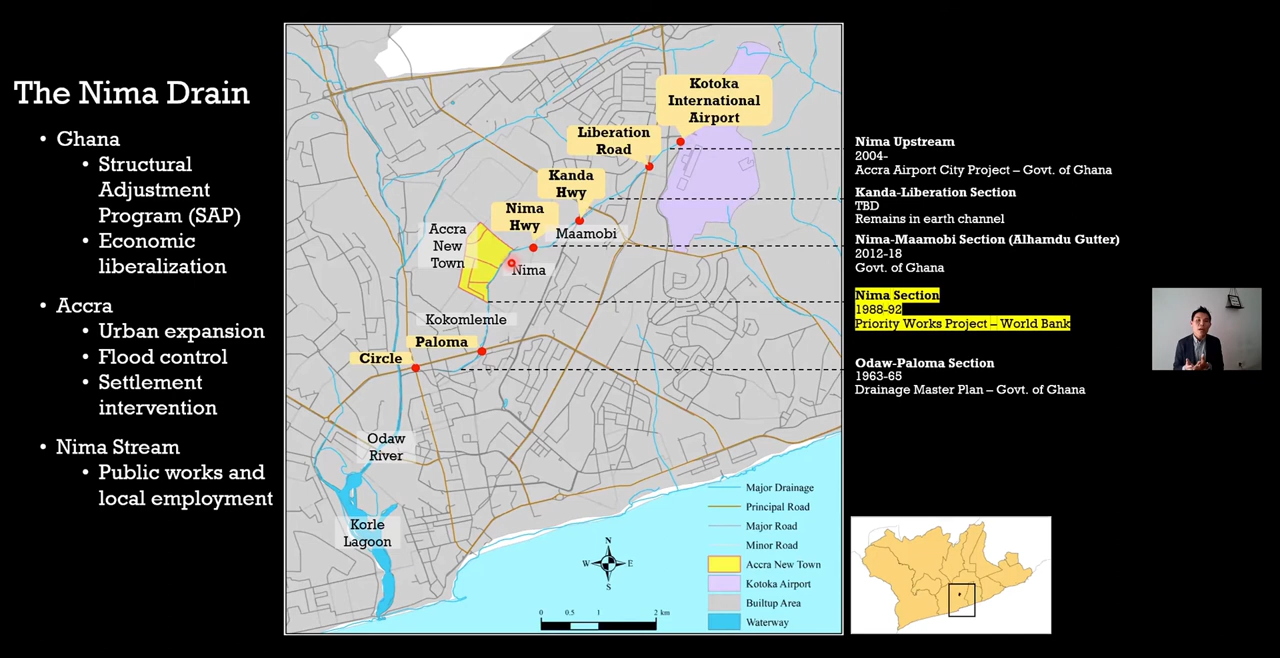 The Nima Drain
• Ghana
• Structural
Adjustment
Program (SAP)
• Economic
liberalization
• Accra
• Urban expansion
• Flood control
• Settlement
intervention
• Nima Stream
• Public works and
local employment
Kotoka
International
Airport
Liberation
Road
Kanda
Hwy
Nima
Hwy
Maamobi
Accra
New
Town
Nima
Kokomlemle
Paloma
Circle
Odaw
River
Korle
Lagoon
Major Drainage
Principal Road
Major Road
Minor Road
Accra New Town
Kotoka Airport
Builtup Area
Waterway
N
W E
S
0 0.5 1 2 km
Nima Upstream
2004-
Accra Airport City Project – Govt. of Ghana
Kanda-Liberation Section
TBD
Remains in earth channel
Nima-Maamobi Section (Alhamdu Gutter)
2012-18
Govt. of Ghana
Nima Section
1988-92
Priority Works Project – World Bank
Odaw-Paloma Section
1963-65
Drainage Master Plan – Govt. of Ghana